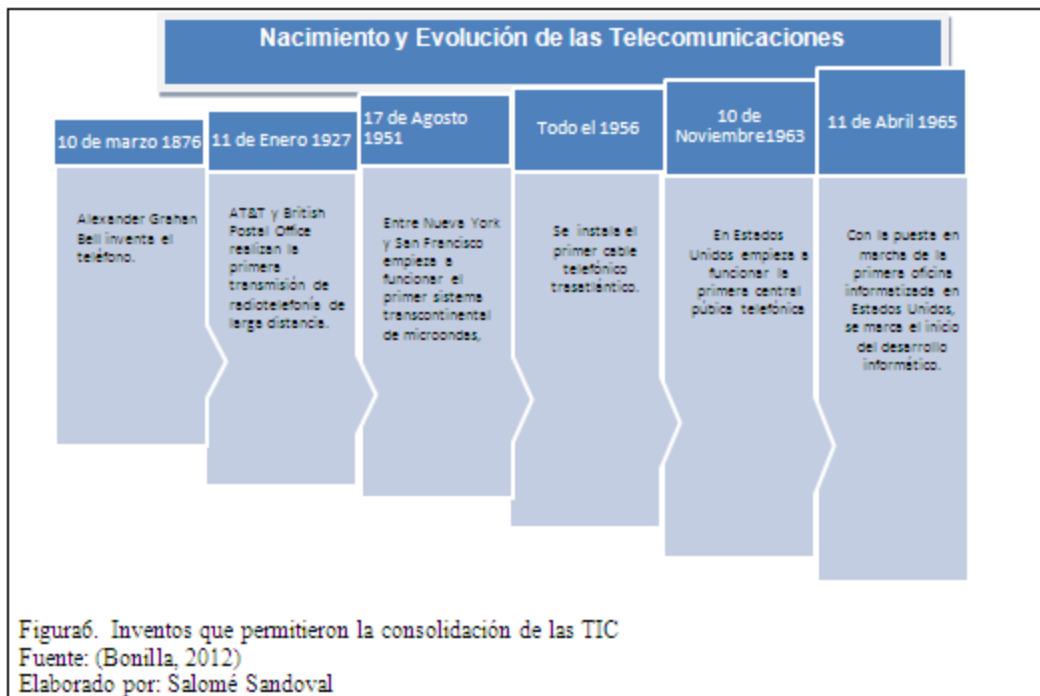 Nacimiento y Evolución de las Telecomunicaciones
10 de marzo 1876
Alexander Grahan
Bell inventa el
teléfono.
11 de Enero 1927
AT&T y British
Postal Office
realizan la
primera
transmisión de
radiotelefonía de
larga distancia.
17 de Agosto
1951
Entre Nueva York
y San Francisco
empieza a
funcionar el
primer sistema
transcontinental
de microondas,
Todo el 1956
Se instala el
primer cable
telefónico
trasatlántico.
10 de
Noviembre1963
En Estados
Unidos empieza a
funcionar la
primera central
púbica telefónica
11 de Abril 1965
Con la puesta en
marcha de la
primera oficina
informatizada en
Estados Unidos,
se marca el inicio
del desarrollo
informático.
Figura6. Inventos que permitieron la consolidación de las TIC
Fuente: (Bonilla, 2012)
Elaborado por: Salomé Sandoval